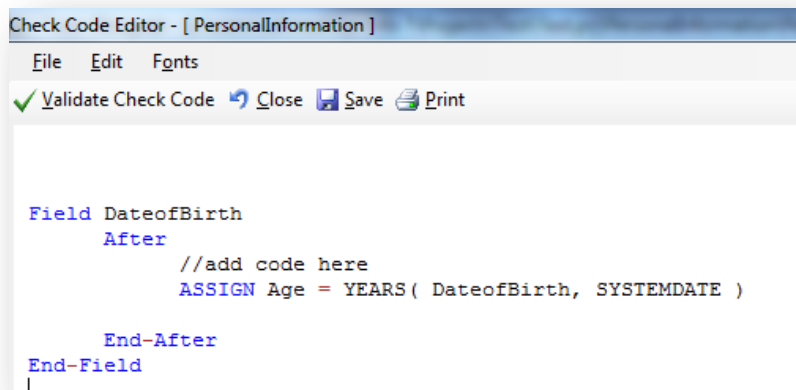 Check Code Editor - [ PersonalInformation ]
File Edit Fonts
Validate Check Code Close Save Print
Field DateofBirth
After
//add code here
ASSIGN Age = YEARS( DateofBirth, SYSTEMDATE )
End-After
End-Field